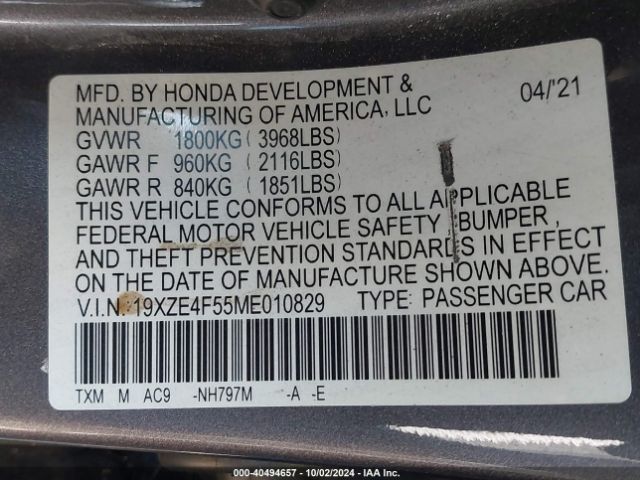 MFD. BY HONDA DEVELOPMENT & 04/'21
MANUFACTURING OF AMERICA, LLC
GVWR 1800KG ( 3968LBS)
GAWR F 960KG ( 2116LBS)
GAWR R 840KG ( 1851LBS)
THIS VEHICLE CONFORMS TO ALL APPLICABLE
FEDERAL MOTOR VEHICLE SAFETY , BUMPER ,
AND THEFT PREVENTION STANDARDS IN EFFECT
ON THE DATE OF MANUFACTURE SHOWN ABOVE.
V.I.N.: 19XZE4F55ME010829 TYPE: PASSENGER CAR
TXM M AC9 -NH797M -A -E
000-40494657 - 10/02/2024 - IAA Inc.